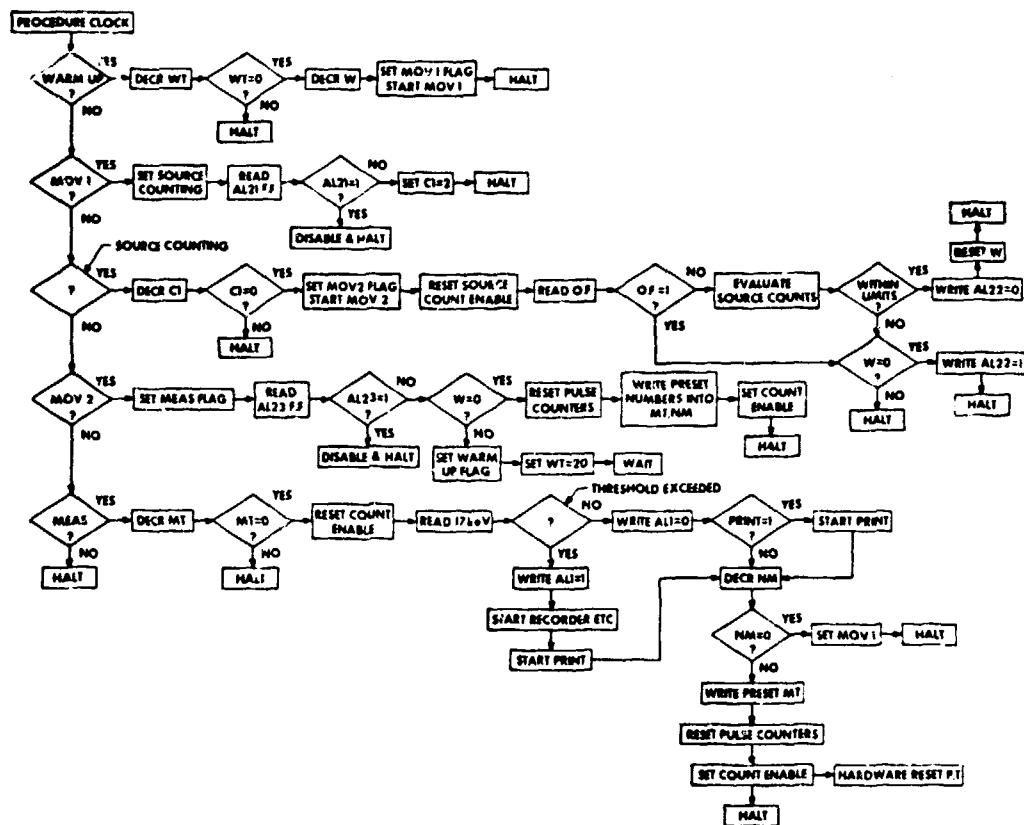 PROCEDURE CLOCK
WARM UP
?
YES
NO
DECR WT
WT=0
?
YES
NO
HALT
DECR W
SET MOV 1 FLAG
START MOV 1
HALT
MOV 1
?
YES
NO
SET SOURCE
COUNTING
READ
AL21 F.F
AL21=1
?
NO
YES
DISABLE & HALT
SET C1=2
HALT
SOURCE COUNTING
?
YES
NO
DECR C1
C1=0
?
YES
NO
HALT
SET MOV2 FLAG
START MOV 2
RESET SOURCE
COUNT ENABLE
READ O.F
OF=1
?
NO
YES
EVALUATE
SOURCE COUNTS
WITHIN
LIMITS
?
NO
WRITE AL22=0
RESET W
HALT
W=0
?
YES
NO
HALT
WRITE AL22=1
HALT
MOV 2
?
YES
NO
SET MEAS FLAG
READ
AL23 F.F
AL23=1
?
NO
YES
DISABLE & HALT
W=0
?
YES
NO
SET WARM
UP FLAG
SET WT=20
WAIT
RESET PULSE
COUNTERS
WRITE PRESET
NUMBERS INTO
MT, NM
SET COUNT
ENABLE
HALT
MEAS
?
YES
NO
HALT
DECR MT
MT=0
?
YES
NO
HALT
RESET COUNT
ENABLE
READ 17keV
THRESHOLD EXCEEDED
?
NO
YES
WRITE AL1=1
START RECORDER ETC
START PRINT
WRITE AL1=0
PRINT=1
?
YES
NO
START PRINT
DECR NM
NM=0
?
YES
NO
SET MOV 1
HALT
WRITE PRESET MT
RESET PULSE COUNTERS
SET COUNT ENABLE
HARDWARE RESET P.T
HALT